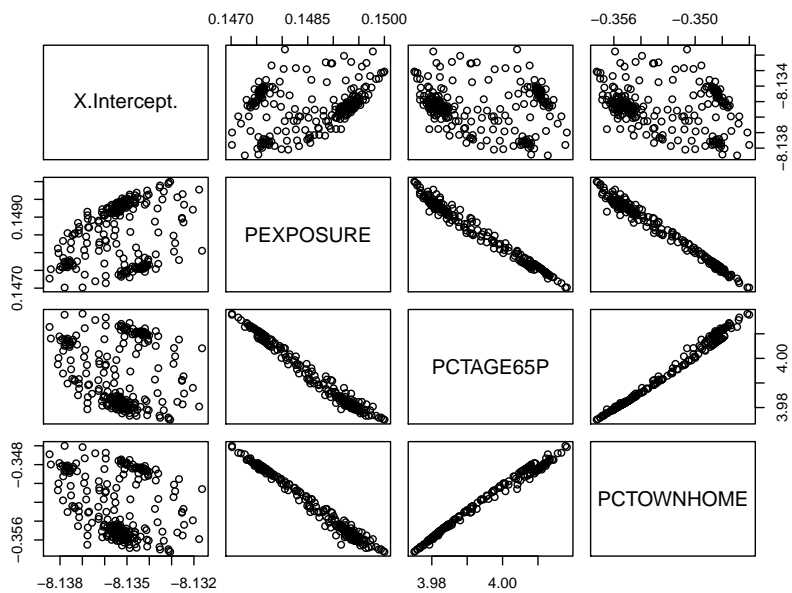 0.1470 0.1485 0.1500
−0.356 −0.350
X.Intercept.
−8.138 −8.134
0.1470 0.1490
PEXPOSURE
PCTAGE65P
3.98 4.00
−0.356 −0.348
PCTOWNHOME
−8.138 −8.135 −8.132
3.98 4.00